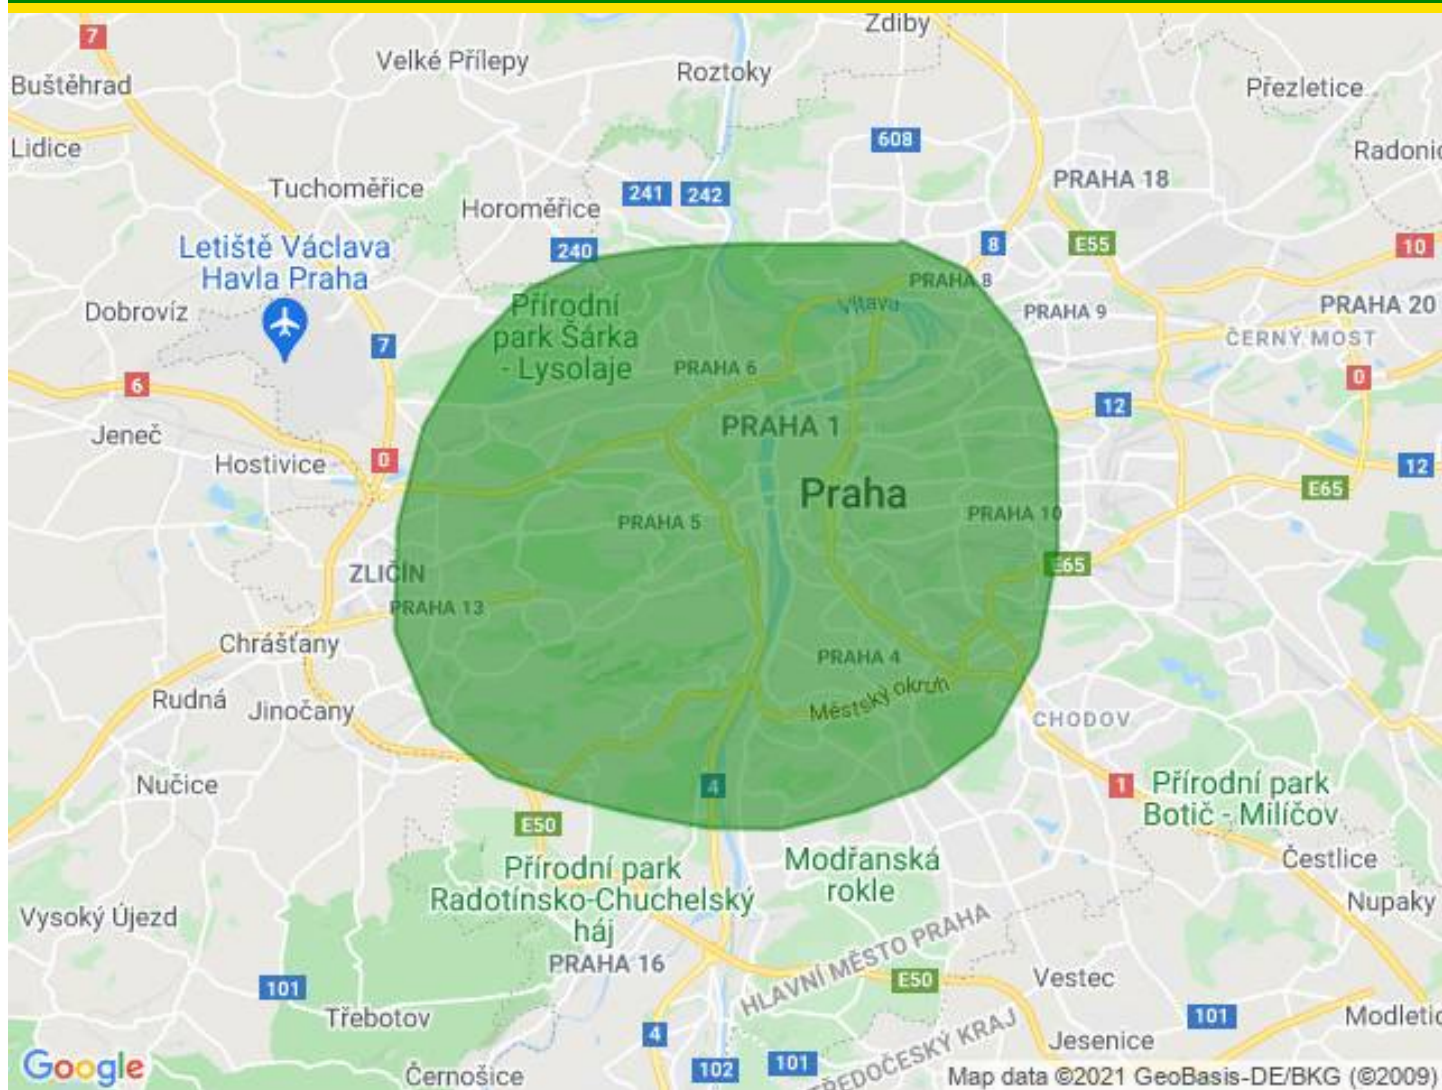 Zdiby
7
Velké Přílepy
Roztoky
Buštěhrad
Přezletice
608
Lidice
PRAHA 18
Tuchoměřice
241
242
Horoměřice
Letiště Václava
Havla Praha
240
8
E55
10
PRAHA 8
Přírodní
park Šárka
- Lysolaje
Vltava
Dobrovíz
PRAHA 9
PRAHA 20
ČERNÝ MOST
7
6
PRAHA 6
0
12
Jeneč
PRAHA 1
Hostivice
0
12
E65
Praha
PRAHA 5
PRAHA 10
ZLIČÍN
E65
PRAHA 13
Chrášťany
PRAHA 4
Rudná
Jinočany
Městský okruh
CHODOV
Nučice
4
1
Přírodní park
Botič - Milíčov
E50
Přírodní park
Radotínsko-Chuchelský
háj
Modřanská
rokle
Čestlice
Nupaky
Vysoký Újezd
HLAVNÍ MĚSTO PRAHA
PRAHA 16
E50
Vestec
101
Třebotov
101
4
Jesenice
Google
Černošice
102
101
Map data ©2021 GeoBasis-DE/BKG (©2009)